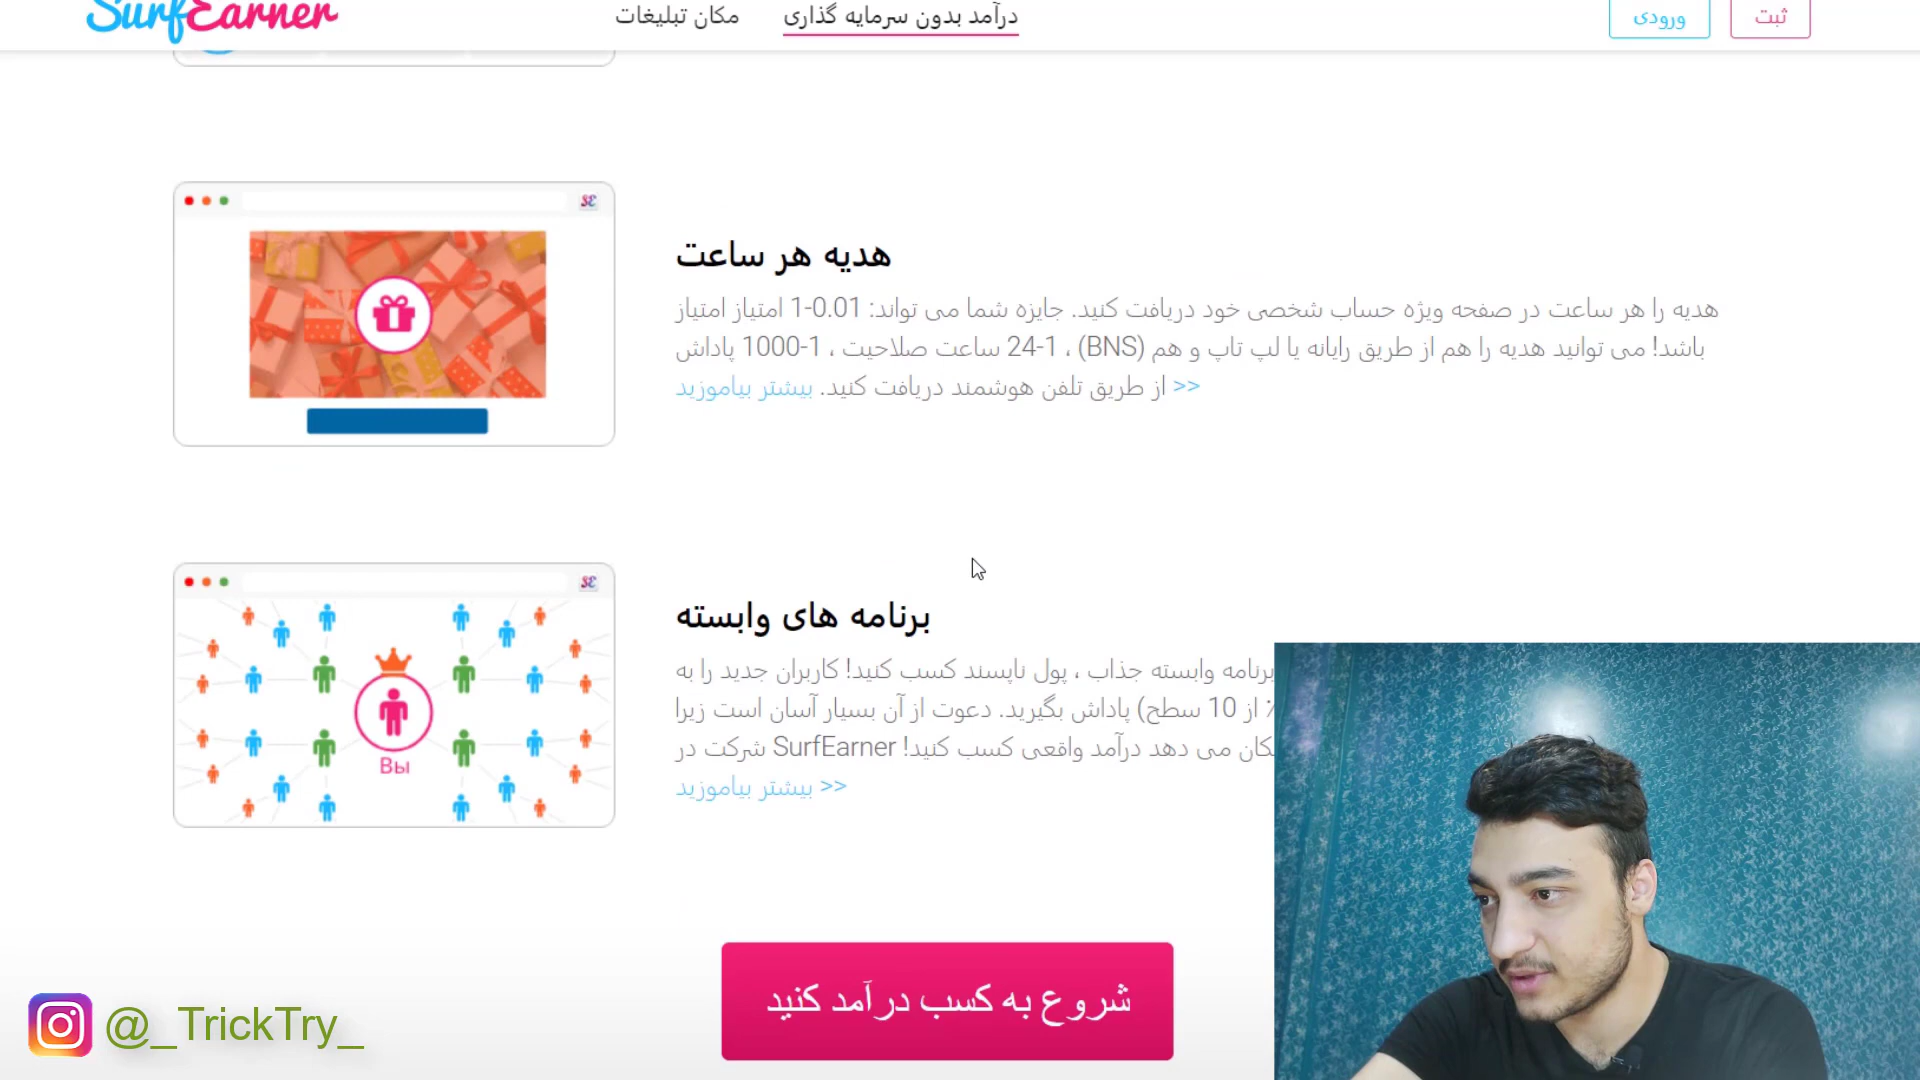 SurfEarner
مکان تبلیغات
درآمد بدون سرمایه گذاری
ورودی
ثبت
هدیه هر ساعت
هدیه را هر ساعت در صفحه ویژه حساب شخصی خود دریافت کنید. جایزه شما می تواند: 0.01-1 امتیاز امتیاز
باشد! می توانید هدیه را هم از طریق رایانه یا لپ تاپ و هم (BNS) ، 1-24 ساعت صلاحیت ، 1-1000 پاداش
از طریق تلفن هوشمند دریافت کنید. بیشتر بیاموزید >>
Вы
برنامه های وابسته
برنامه وابسته جذاب ، پول ناپسند کسب کنید! کاربران جدید را به
٪ از 10 سطح) پاداش بگیرید. دعوت از آن بسیار آسان است زیرا
می دهد درآمد واقعی کسب کنید! SurfEarner شرکت در
بیشتر بیاموزید >>
شروع به کسب درآمد کنید
@_TrickTry_